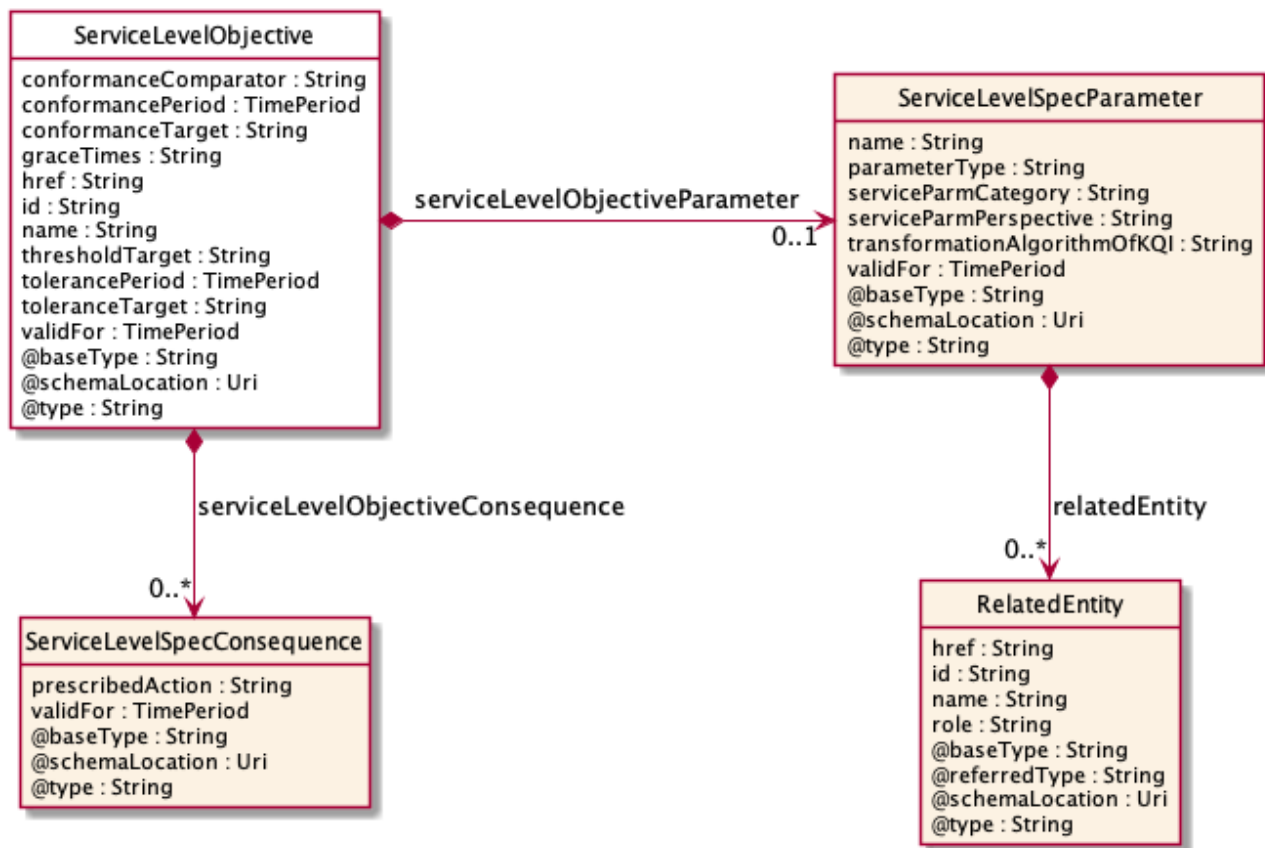 ServiceLevelObjective
conformanceComparator : String
conformancePeriod : TimePeriod
conformanceTarget : String
graceTimes : String
href : String
id : String
name : String
thresholdTarget : String
tolerancePeriod : TimePeriod
toleranceTarget : String
validFor : TimePeriod
@baseType : String
@schemaLocation : Uri
@type : String
serviceLevelObjectiveParameter
0..1
ServiceLevelSpecParameter
name : String
parameterType : String
serviceParmCategory : String
serviceParmPerspective : String
transformationAlgorithmOfKQI : String
validFor : TimePeriod
@baseType : String
@schemaLocation : Uri
@type : String
serviceLevelObjectiveConsequence
0..*
relatedEntity
0..*
ServiceLevelSpecConsequence
prescribedAction : String
validFor : TimePeriod
@baseType : String
@schemaLocation : Uri
@type : String
RelatedEntity
href : String
id : String
name : String
role : String
@baseType : String
@referredType : String
@schemaLocation : Uri
@type : String